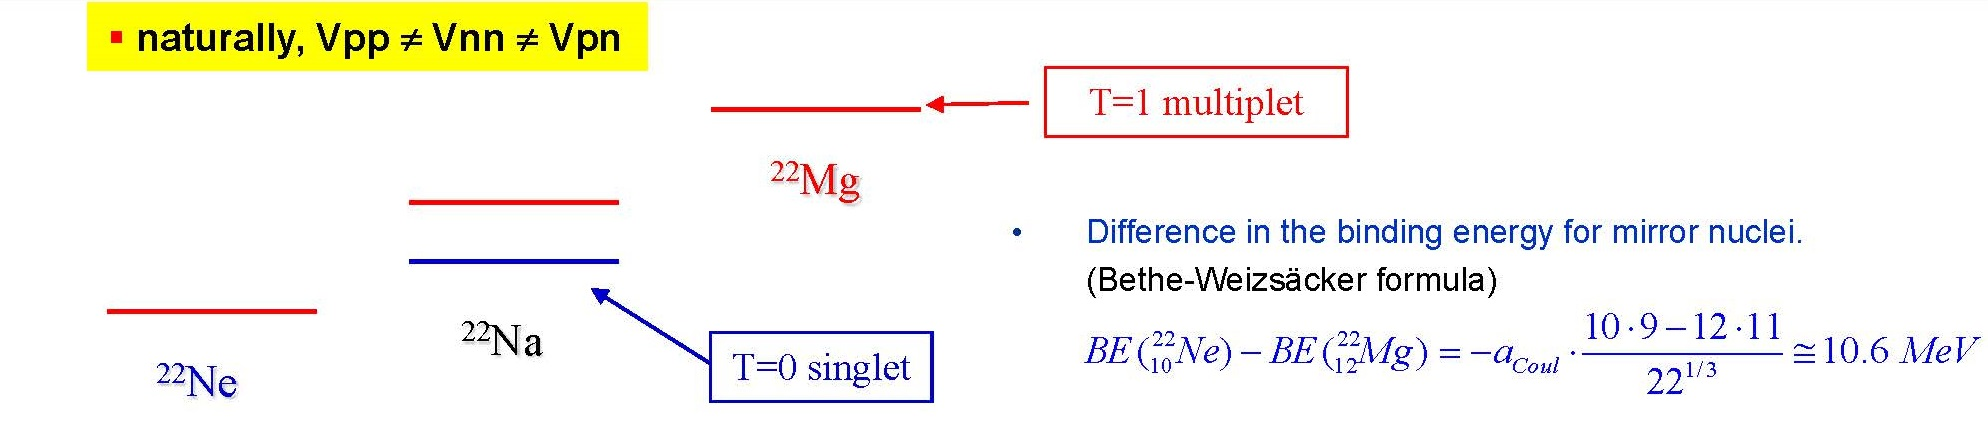 ▪ naturally, Vpp ≠ Vnn ≠ Vpn
T=1 multiplet
²²Mg
²²Na
²²Ne
T=0 singlet
• Difference in the binding energy for mirror nuclei.
(Bethe-Weizsäcker formula)
BE(²²₁₀Ne) − BE(²²₁₂Mg) = −a_Coul · (10·9 − 12·11)/22^(1/3) ≅ 10.6 MeV